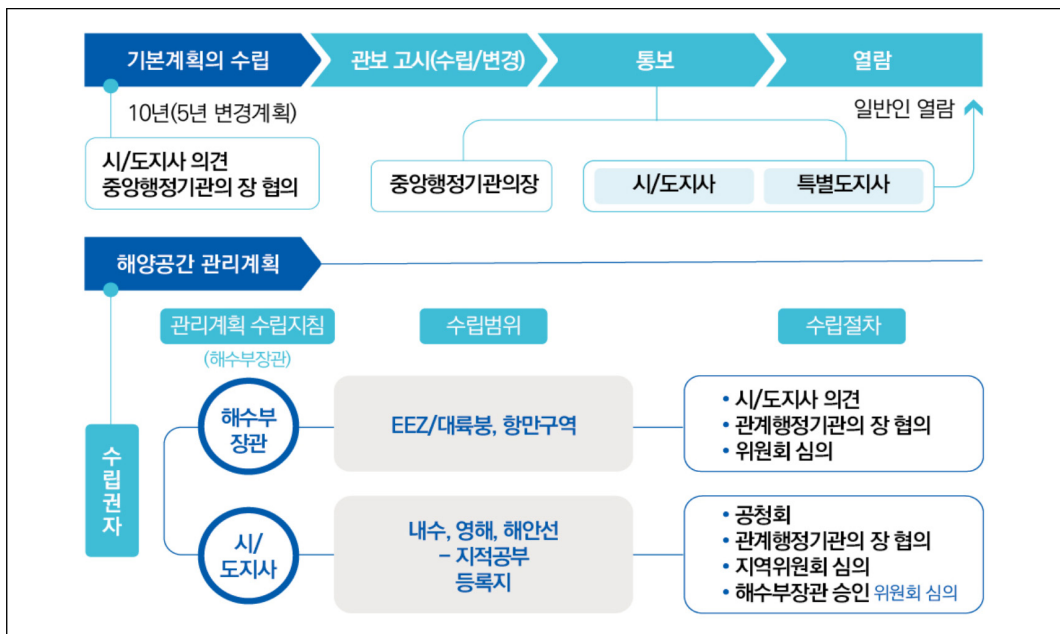 기본계획의 수립
관보 고시(수립/변경)
통보
열람
10년(5년 변경계획)
일반인 열람
시/도지사 의견
중앙행정기관의 장 협의
중앙행정기관의장
시/도지사
특별도지사
해양공간 관리계획
관리계획 수립지침
(해수부장관)
수립범위
수립절차
수립권자
해수부
장관
EEZ/대륙붕, 항만구역
• 시/도지사 의견
• 관계행정기관의 장 협의
• 위원회 심의
시/
도지사
내수, 영해, 해안선
– 지적공부
등록지
• 공청회
• 관계행정기관의 장 협의
• 지역위원회 심의
• 해수부장관 승인 위원회 심의